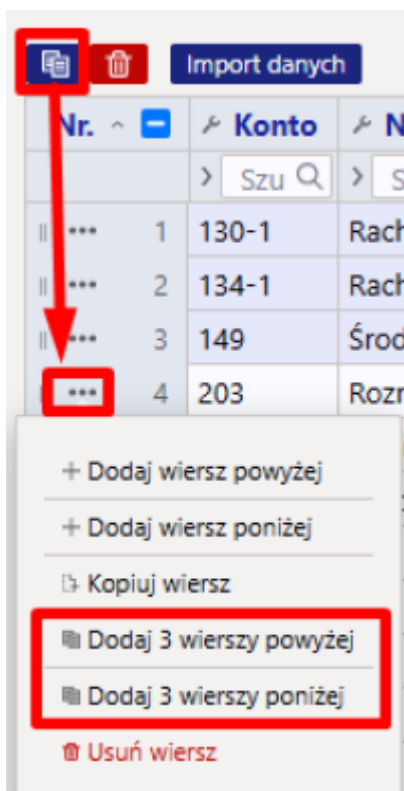 Import danych
Nr. Konto N
Szu S
1 130-1 Rach
2 134-1 Rach
3 149 Środ
4 203 Rozr
Dodaj wiersz powyżej
Dodaj wiersz poniżej
Kopiuj wiersz
Dodaj 3 wierszy powyżej
Dodaj 3 wierszy poniżej
Usuń wiersz